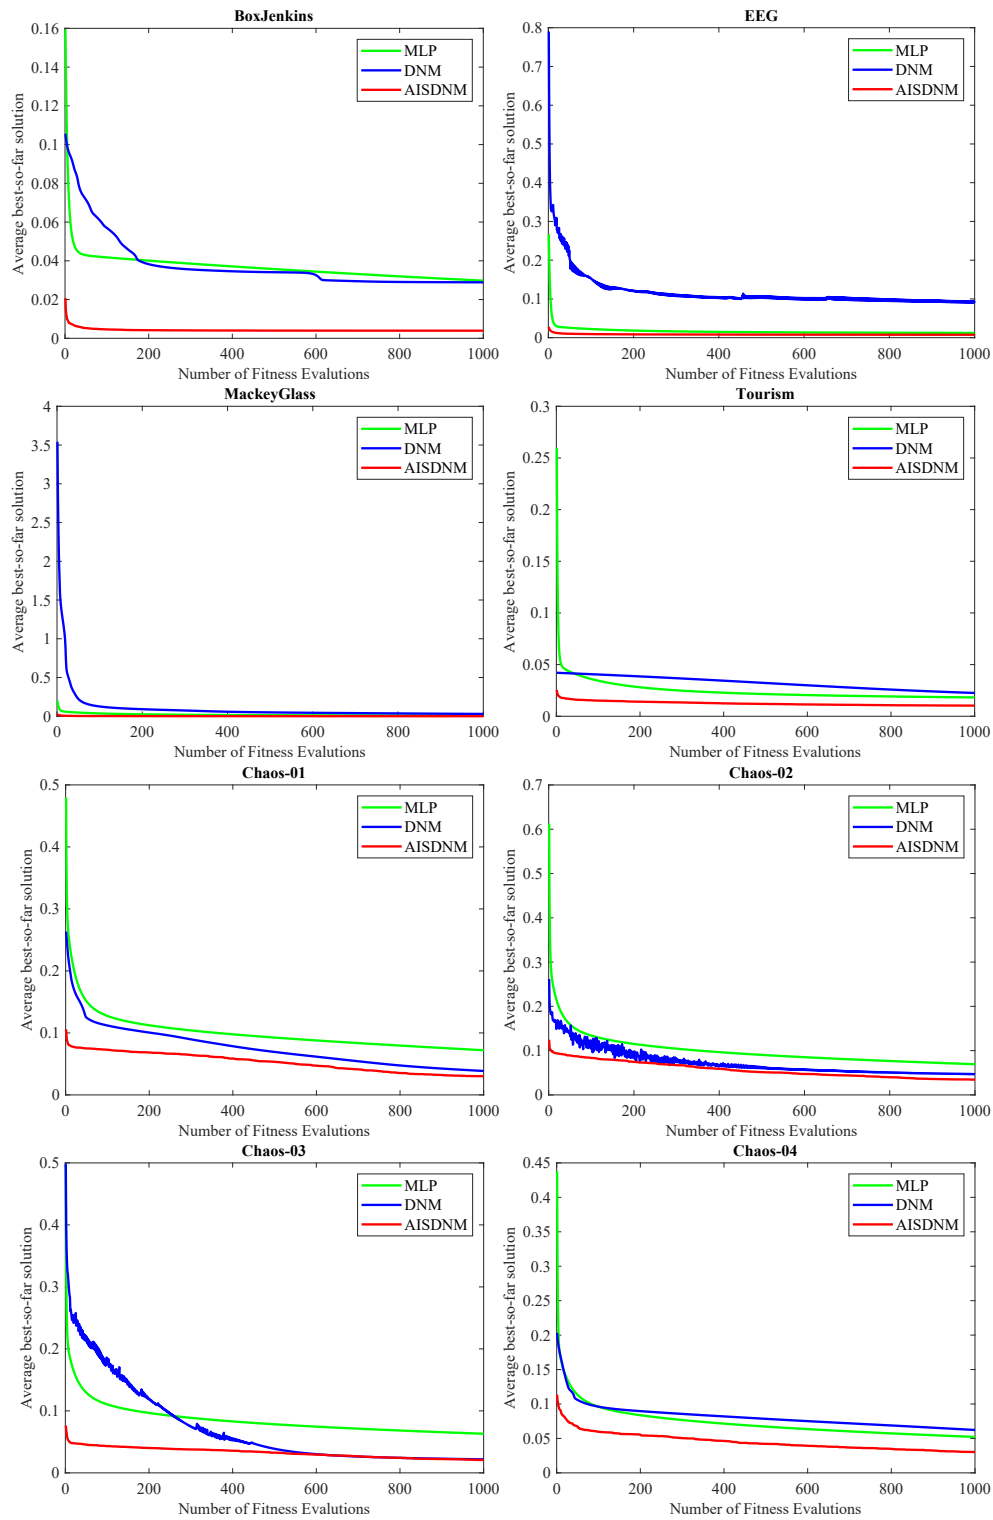 BoxJenkins
Average best-so-far solution
0.16
0.14
0.12
0.1
0.08
0.06
0.04
0.02
0
MLP
DNM
AISDNM
0 200 400 600 800 1000
Number of Fitness Evalutions
EEG
Average best-so-far solution
0.8
0.7
0.6
0.5
0.4
0.3
0.2
0.1
0
MLP
DNM
AISDNM
0 200 400 600 800 1000
Number of Fitness Evalutions
MackeyGlass
Average best-so-far solution
4
3.5
3
2.5
2
1.5
1
0.5
0
MLP
DNM
AISDNM
0 200 400 600 800 1000
Number of Fitness Evalutions
Tourism
Average best-so-far solution
0.3
0.25
0.2
0.15
0.1
0.05
0
MLP
DNM
AISDNM
0 200 400 600 800 1000
Number of Fitness Evalutions
Chaos-01
Average best-so-far solution
0.5
0.4
0.3
0.2
0.1
0
MLP
DNM
AISDNM
0 200 400 600 800 1000
Number of Fitness Evalutions
Chaos-02
Average best-so-far solution
0.7
0.6
0.5
0.4
0.3
0.2
0.1
0
MLP
DNM
AISDNM
0 200 400 600 800 1000
Number of Fitness Evalutions
Chaos-03
Average best-so-far solution
0.5
0.4
0.3
0.2
0.1
0
MLP
DNM
AISDNM
0 200 400 600 800 1000
Number of Fitness Evalutions
Chaos-04
Average best-so-far solution
0.45
0.4
0.35
0.3
0.25
0.2
0.15
0.1
0.05
0
MLP
DNM
AISDNM
0 200 400 600 800 1000
Number of Fitness Evalutions